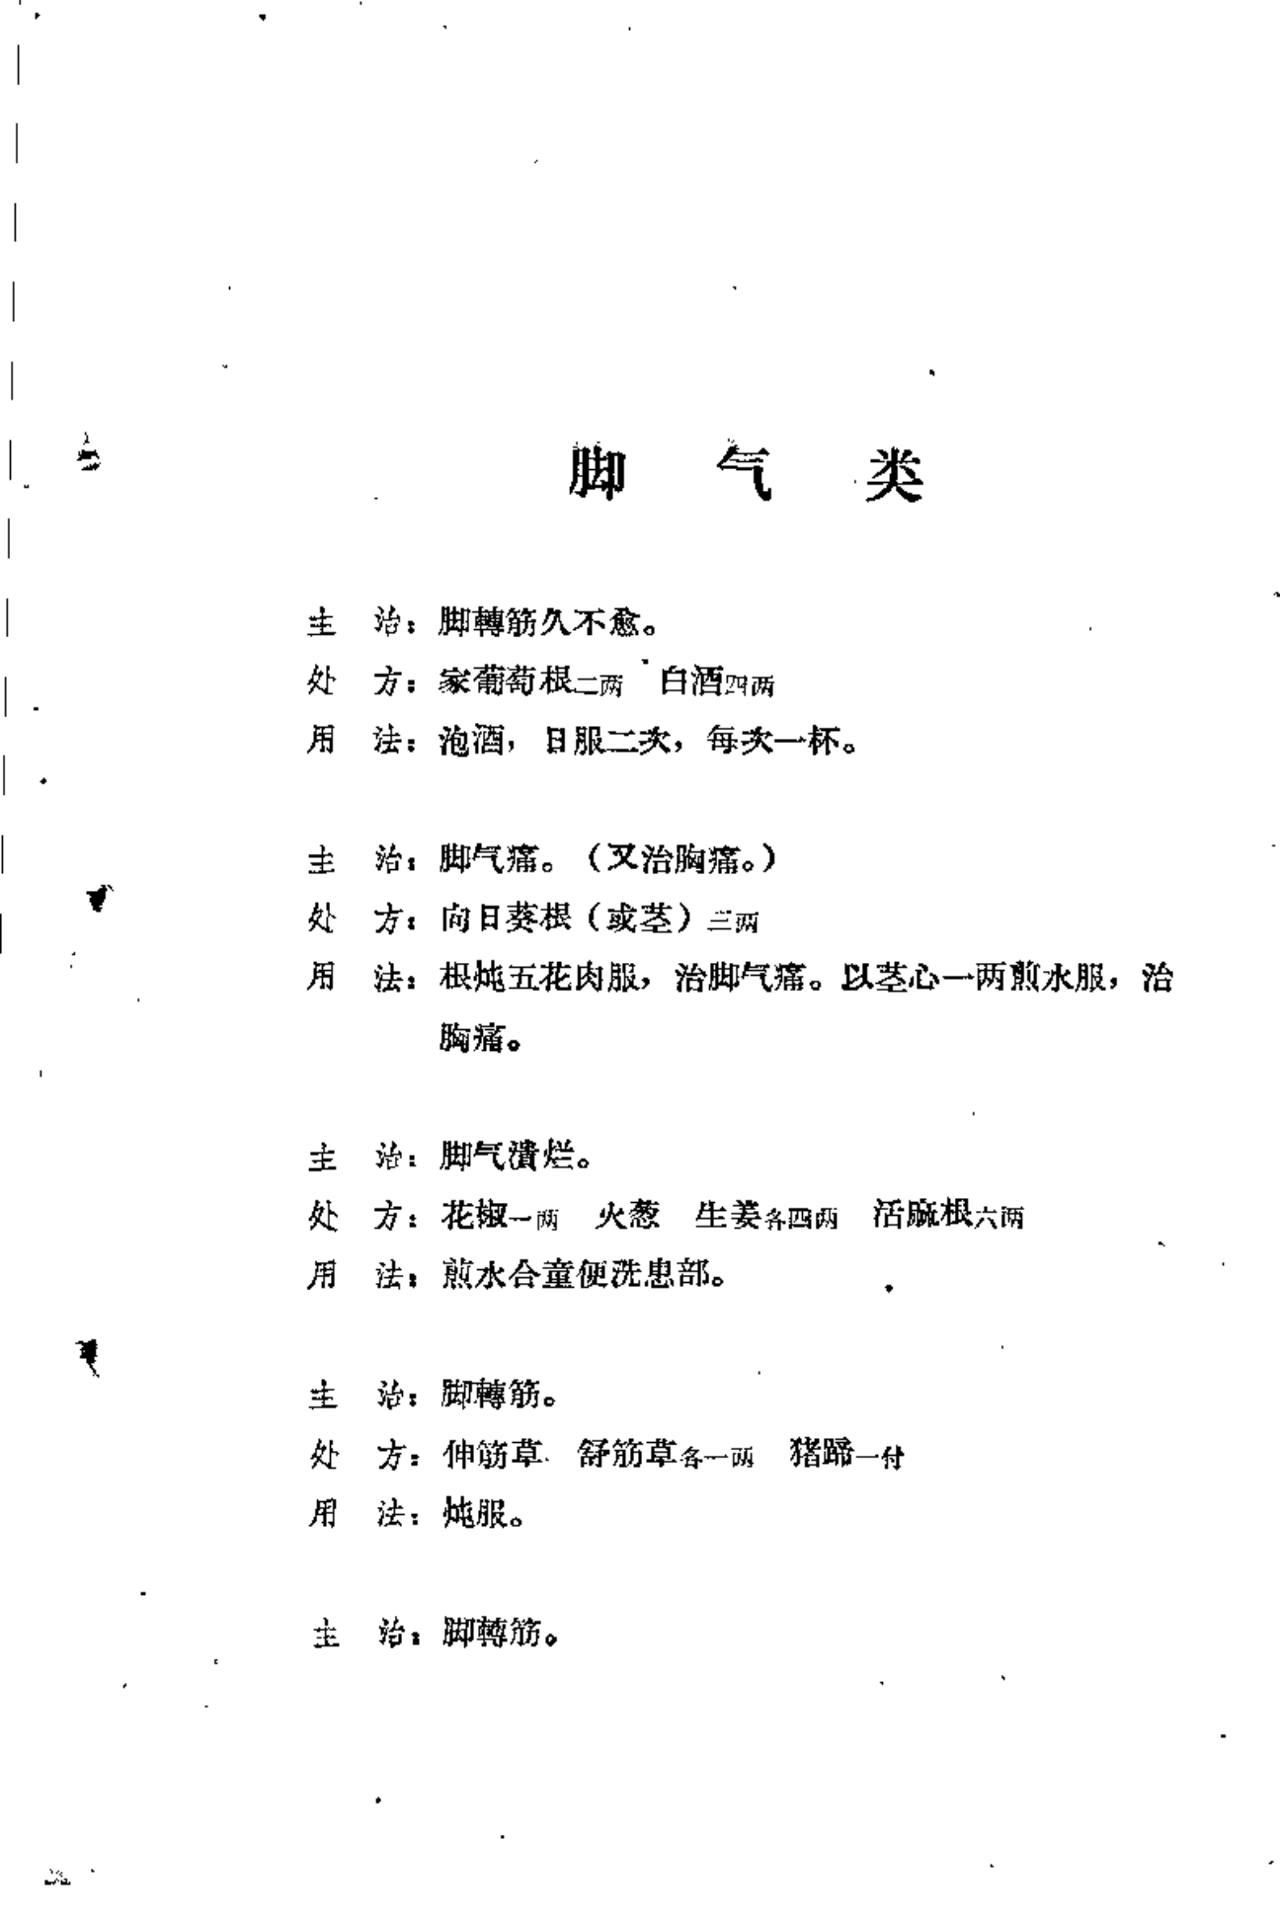 脚气类
主治：脚轉筋久不愈。
处方：家葡萄根二两 白酒四两
用法：泡酒，日服二次，每次一杯。
主治：脚气痛。（又治胸痛。）
处方：向日葵根（或茎）三两
用法：根炖五花肉服，治脚气痛。以茎心一两煎水服，治
胸痛。
主治：脚气潰烂。
处方：花椒一两 火葱 生姜各四两 活麻根六两
用法：煎水合童便洗患部。
主治：脚轉筋。
处方：伸筋草 舒筋草各一两 猪蹄一付
用法：炖服。
主治：脚轉筋。